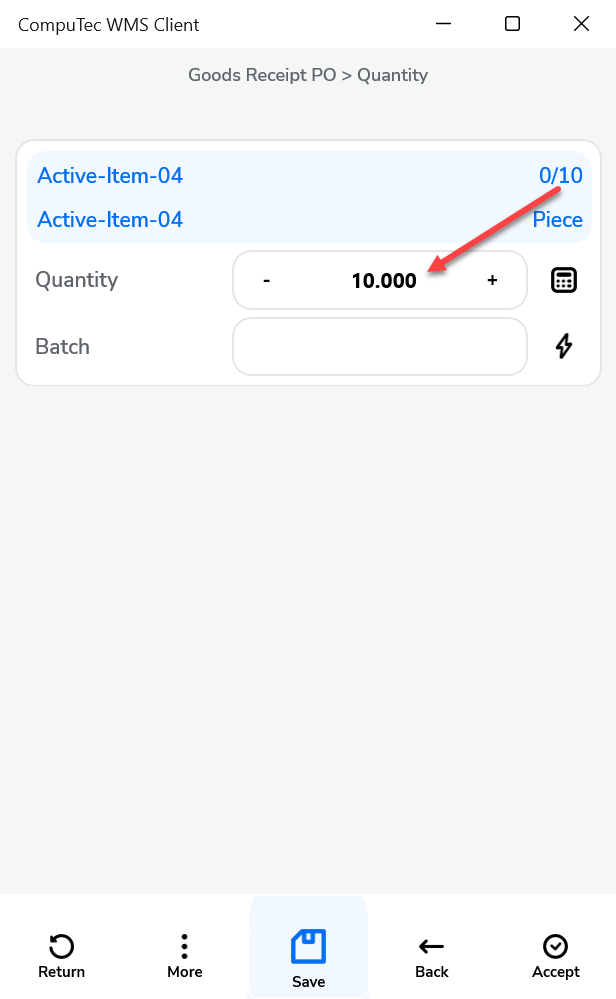 CompuTec WMS Client
Goods Receipt PO > Quantity
Active-Item-04 0/10
Active-Item-04 Piece
Quantity - 10.000 +
Batch
Return More Save Back Accept